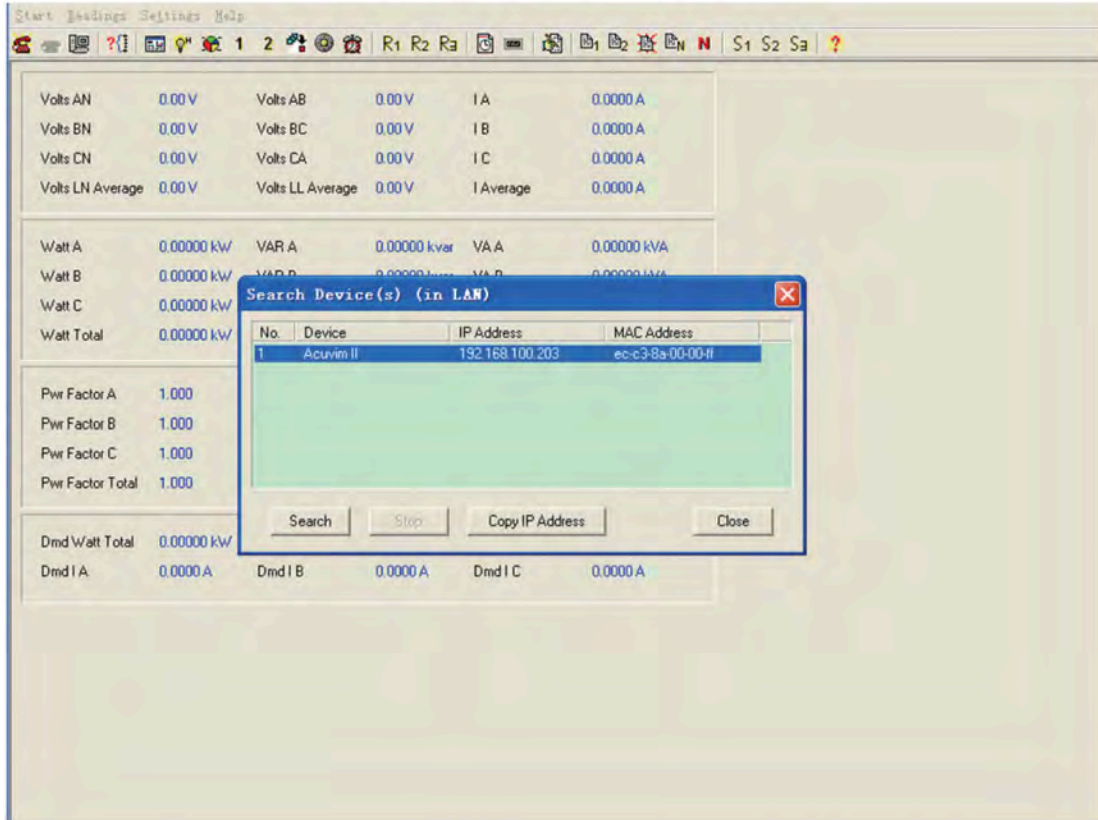 Start Readings Settings Help
1 2 R1 R2 R3 1 2 N N S1 S2 S3 ?
Volts AN 0.00 V Volts AB 0.00 V I A 0.0000 A
Volts BN 0.00 V Volts BC 0.00 V I B 0.0000 A
Volts CN 0.00 V Volts CA 0.00 V I C 0.0000 A
Volts LN Average 0.00 V Volts LL Average 0.00 V I Average 0.0000 A
Watt A 0.00000 kW VAR A 0.00000 kvar VA A 0.00000 kVA
Watt B 0.00000 kW
Watt C 0.00000 kW
Watt Total 0.00000 kW
Search Device(s) (in LAN)
No. Device IP Address MAC Address
1 Acuvim II 192.168.100.203 ec-c3-8a-00-00-ff
Search Stop Copy IP Address Close
Pwr Factor A 1.000
Pwr Factor B 1.000
Pwr Factor C 1.000
Pwr Factor Total 1.000
Dmd Watt Total 0.00000 kW
Dmd I A 0.0000 A Dmd I B 0.0000 A Dmd I C 0.0000 A